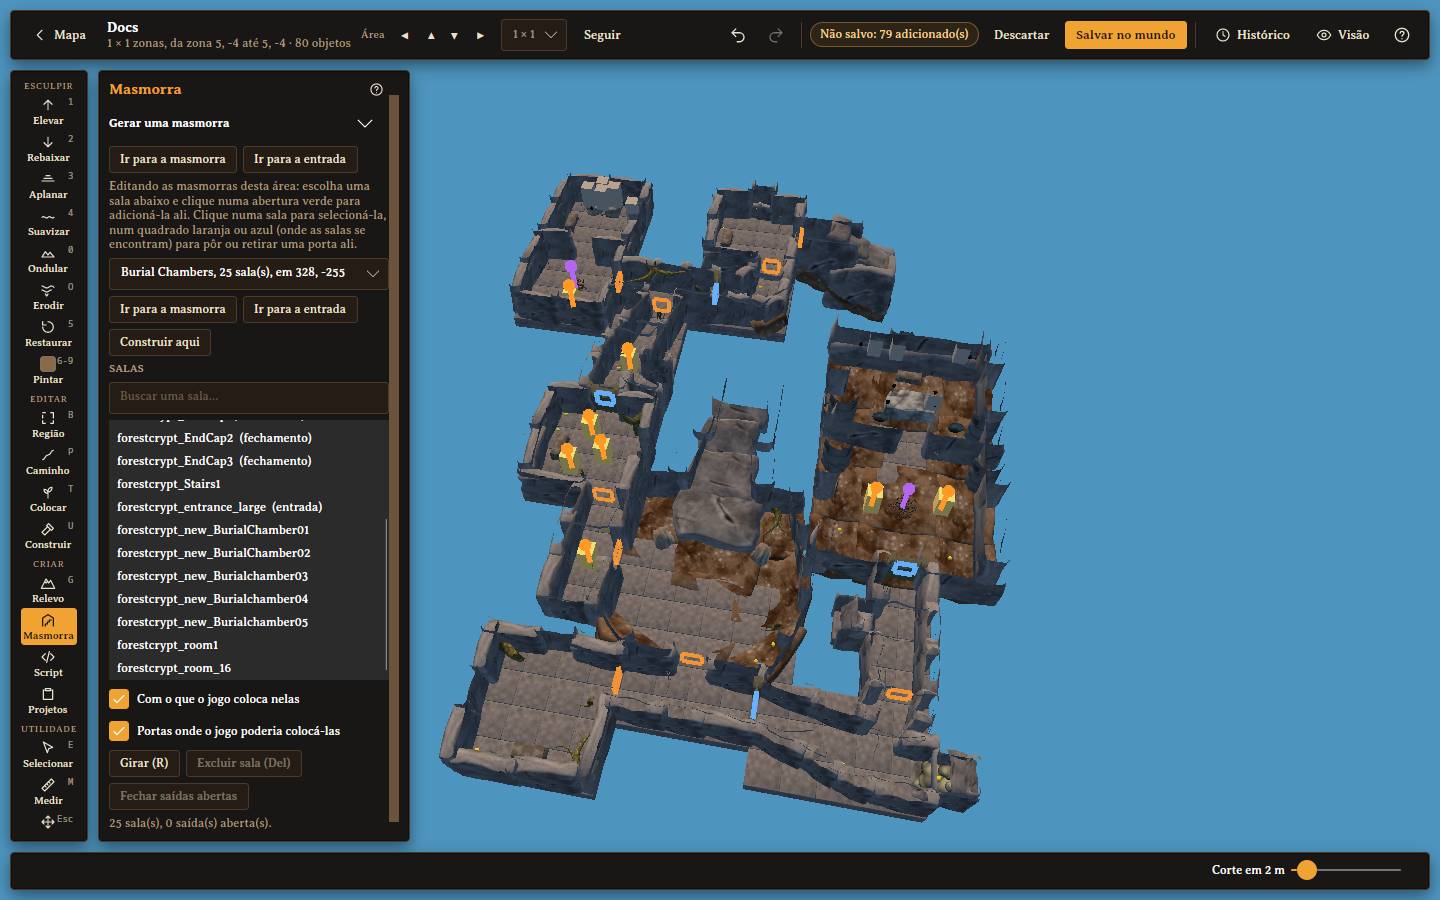 Mapa
Docs
1 × 1 zonas, da zona 5, -4 até 5, -4 · 80 objetos
Área
1 × 1
Seguir
Não salvo: 79 adicionado(s)
Descartar
Salvar no mundo
Histórico
Visão
ESCULPIR
1
Elevar
2
Rebaixar
3
Aplanar
4
Suavizar
0
Ondular
O
Erodir
5
Restaurar
6-9
Pintar
EDITAR
B
Região
P
Caminho
T
Colocar
U
Construir
CRIAR
G
Relevo
Masmorra
Script
Projetos
UTILIDADE
E
Selecionar
M
Medir
Esc
Masmorra
Gerar uma masmorra
Ir para a masmorra
Ir para a entrada
Editando as masmorras desta área: escolha uma
sala abaixo e clique numa abertura verde para
adicioná-la ali. Clique numa sala para selecioná-la,
num quadrado laranja ou azul (onde as salas se
encontram) para pôr ou retirar uma porta ali.
Burial Chambers, 25 sala(s), em 328, -255
Ir para a masmorra
Ir para a entrada
Construir aqui
SALAS
Buscar uma sala...
forestcrypt_EndCap2 (fechamento)
forestcrypt_EndCap3 (fechamento)
forestcrypt_Stairs1
forestcrypt_entrance_large (entrada)
forestcrypt_new_BurialChamber01
forestcrypt_new_BurialChamber02
forestcrypt_new_Burialchamber03
forestcrypt_new_Burialchamber04
forestcrypt_new_Burialchamber05
forestcrypt_room1
forestcrypt_room_16
Com o que o jogo coloca nelas
Portas onde o jogo poderia colocá-las
Girar (R)
Excluir sala (Del)
Fechar saídas abertas
25 sala(s), 0 saída(s) aberta(s).
Corte em 2 m